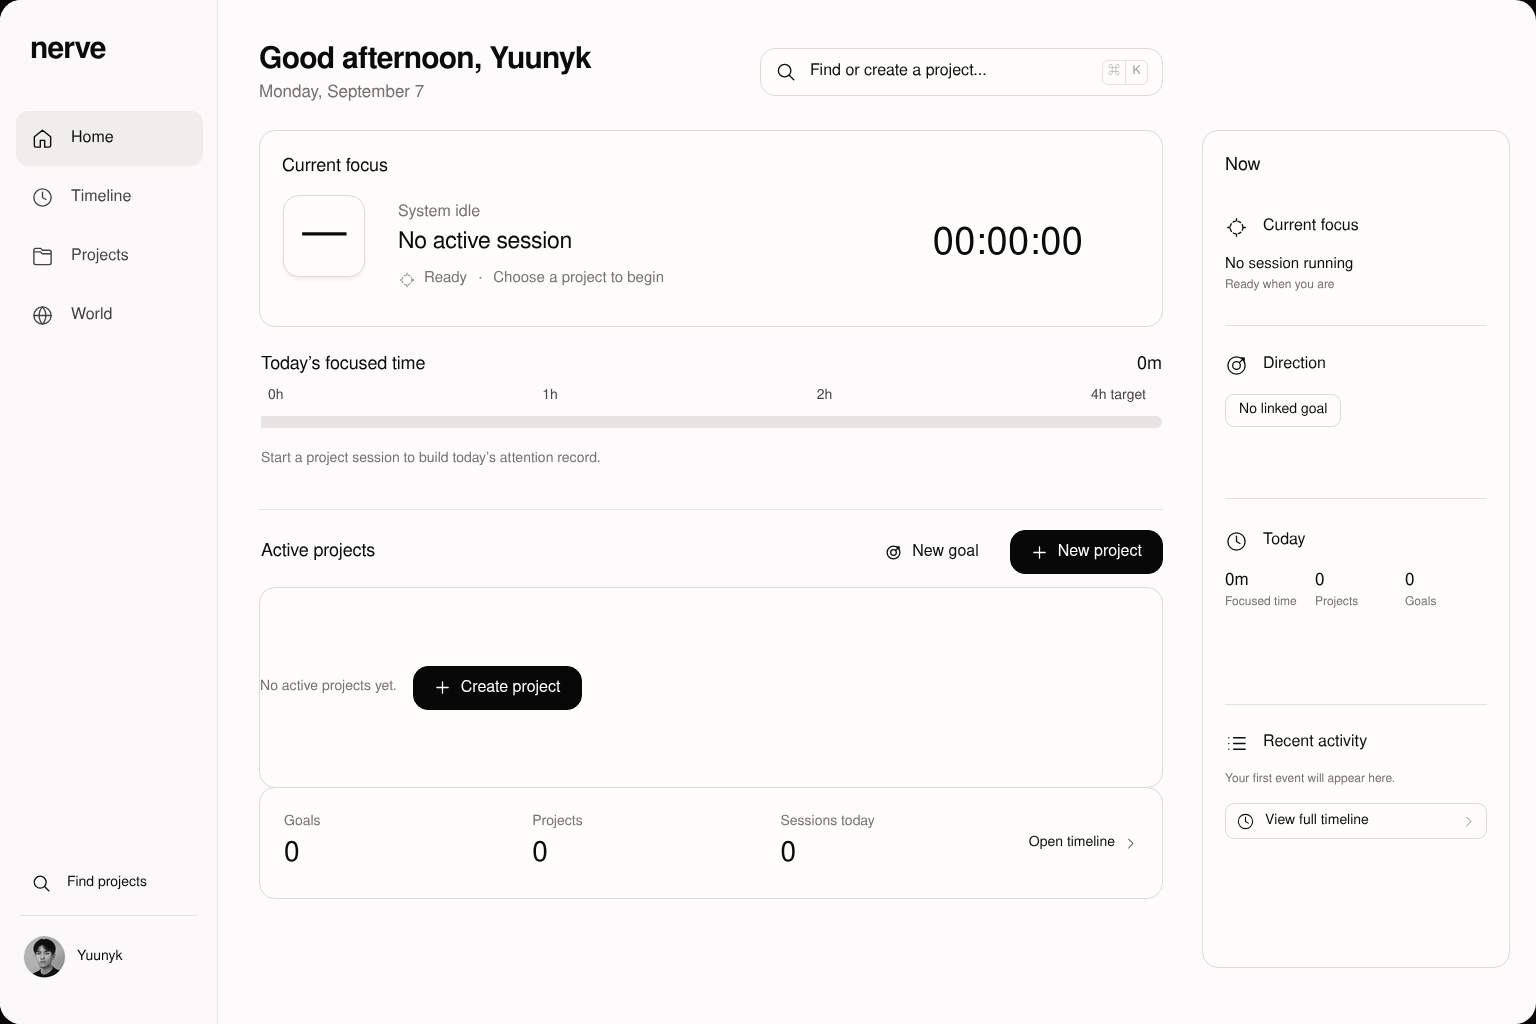 nerve
Home
Timeline
Projects
World
Find projects
Yuunyk
Good afternoon, Yuunyk
Monday, September 7
Find or create a project...
⌘ K
Current focus
System idle
No active session
Ready · Choose a project to begin
00:00:00
Today’s focused time
0m
0h
1h
2h
4h target
Start a project session to build today’s attention record.
Active projects
New goal
New project
No active projects yet.
Create project
Goals
0
Projects
0
Sessions today
0
Open timeline
Now
Current focus
No session running
Ready when you are
Direction
No linked goal
Today
0m
Focused time
0
Projects
0
Goals
Recent activity
Your first event will appear here.
View full timeline